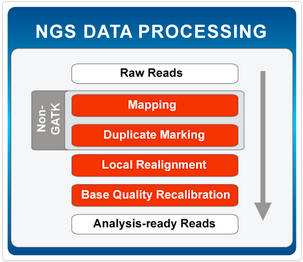 NGS DATA PROCESSING
Raw Reads
Non-
GATK
Mapping
Duplicate Marking
Local Realignment
Base Quality Recalibration
Analysis-ready Reads